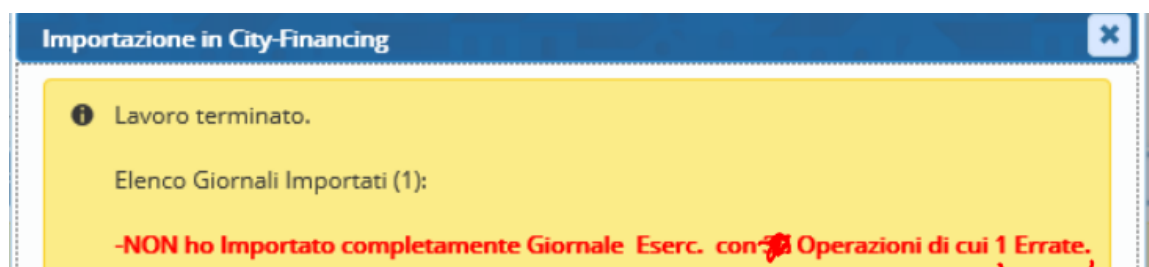 Importazione in City-Financing
Lavoro terminato.
Elenco Giornali Importati (1):
-NON ho Importato completamente Giornale Eserc. con Operazioni di cui 1 Errate.